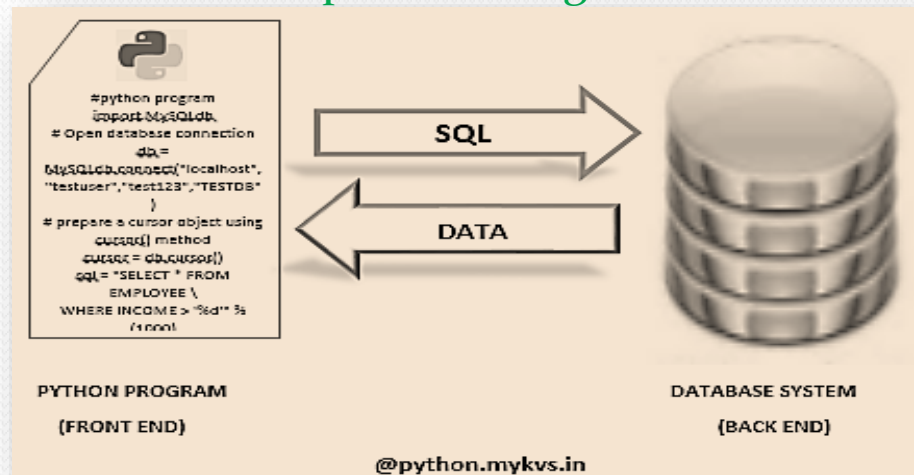 #python program
import MySQLdb
# Open database connection
db =
MySQLdb.connect("localhost",
"testuser","test123","TESTDB"
)
# prepare a cursor object using
cursor() method
cursor = db.cursor()
sql = "SELECT * FROM
EMPLOYEE \
WHERE INCOME > '%d'" %
(1000)
SQL
DATA
PYTHON PROGRAM
(FRONT END)
DATABASE SYSTEM
(BACK END)
@python.mykvs.in